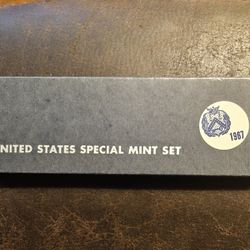 NITED STATES SPECIAL MINT SET
1967